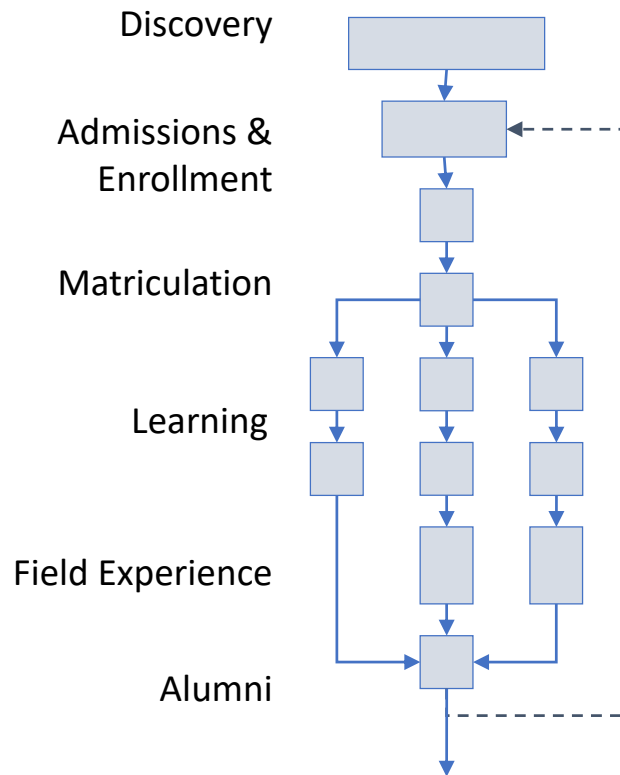 Discovery
Admissions &
Enrollment
Matriculation
Learning
Field Experience
Alumni